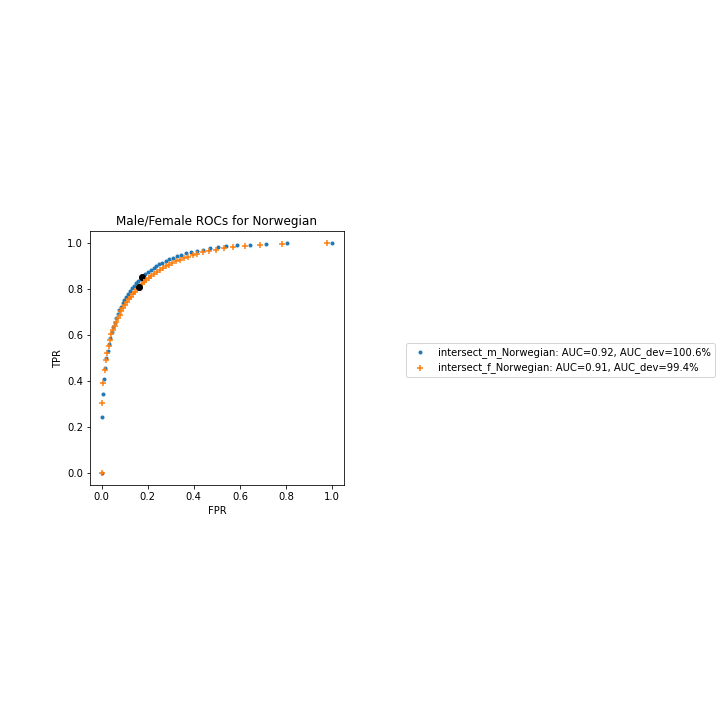 Male/Female ROCs for Norwegian
1.0
0.8
0.6
0.4
0.2
0.0
TPR
0.0 0.2 0.4 0.6 0.8 1.0
FPR
intersect_m_Norwegian: AUC=0.92, AUC_dev=100.6%
intersect_f_Norwegian: AUC=0.91, AUC_dev=99.4%